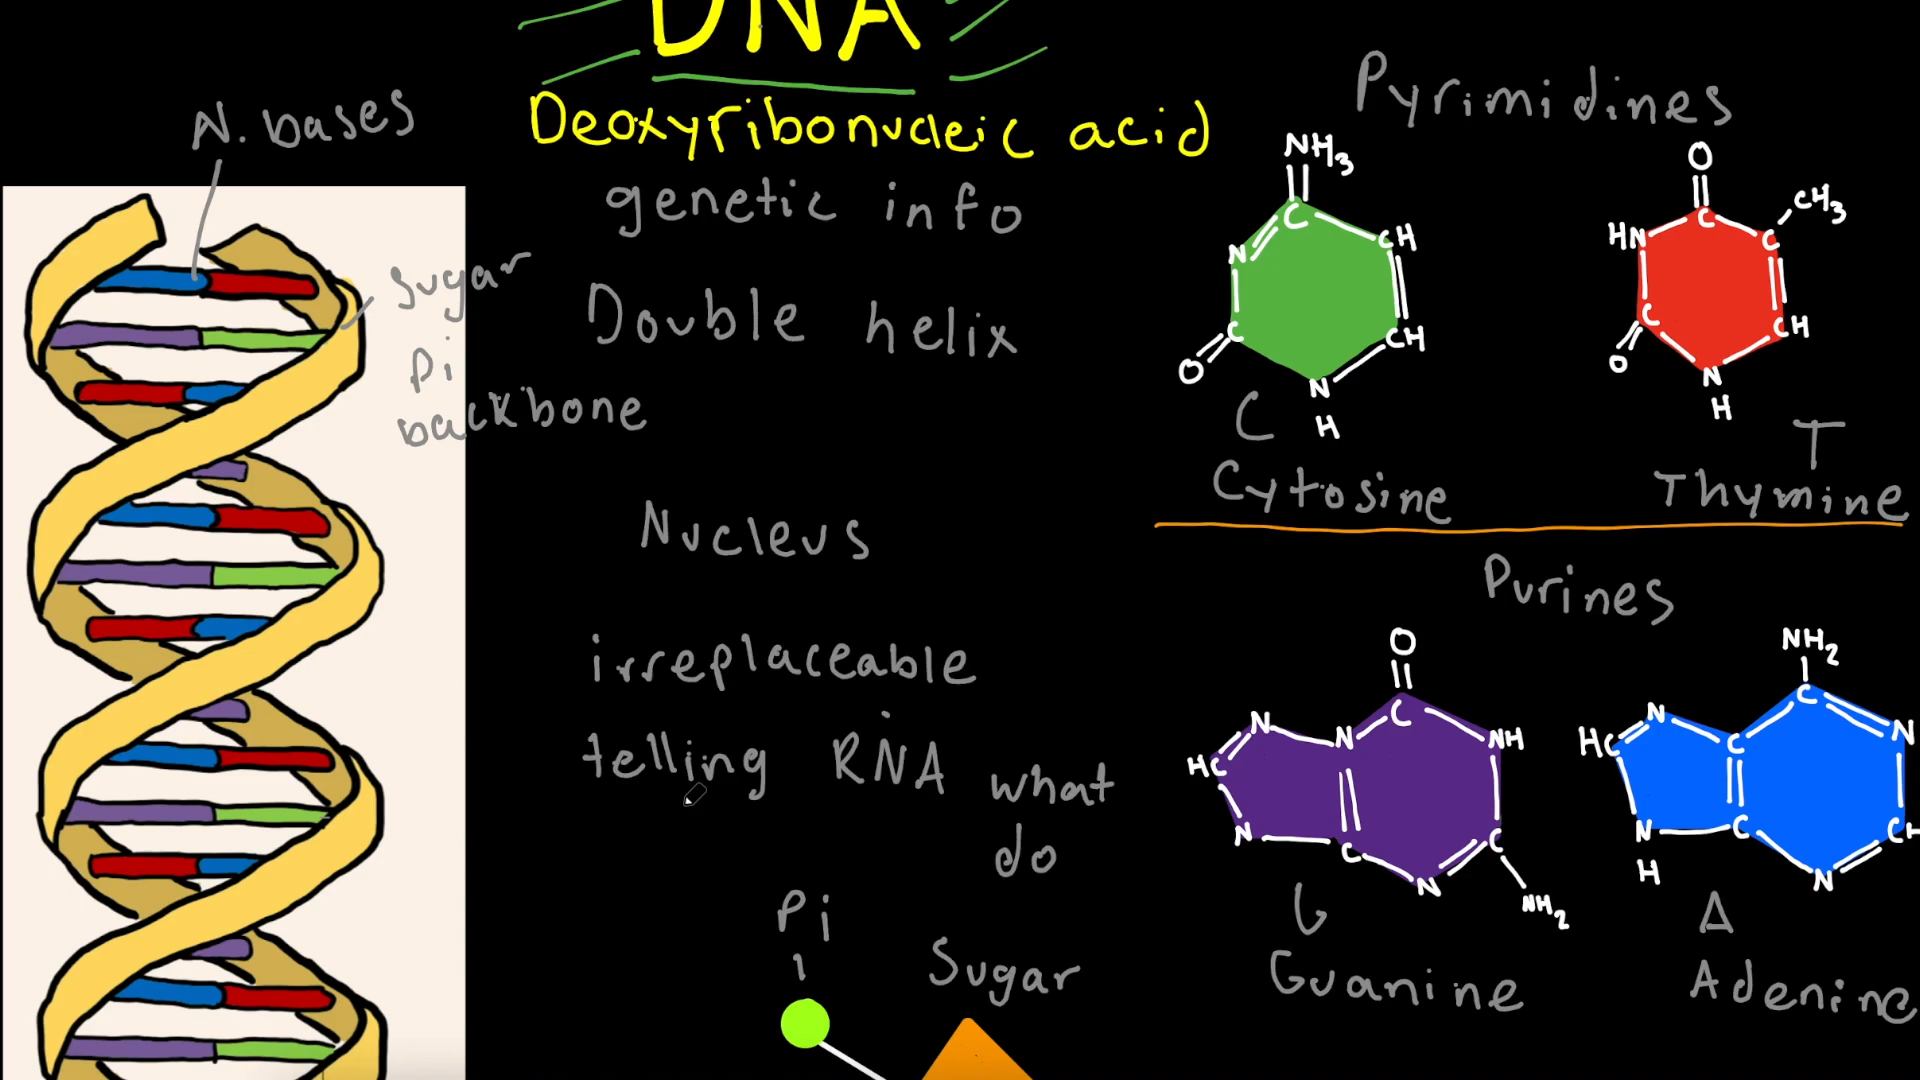 DNA
Deoxyribonucleic acid
N. bases
genetic info
Sugar
Pi
backbone
Double helix
Nucleus
irreplaceable
telling RNA what
do
Pi
Sugar
Pyrimidines
NH3
C
CH
N
C
CH
O
N
H
C
Cytosine
O
CH3
HN
C
C
C
CH
O
N
H
T
Thymine
Purines
O
C
N
N
NH
HC
N
C
C
N
NH2
G
Guanine
NH2
C
N
N
HC
C
N
C
CH
H
N
A
Adenine